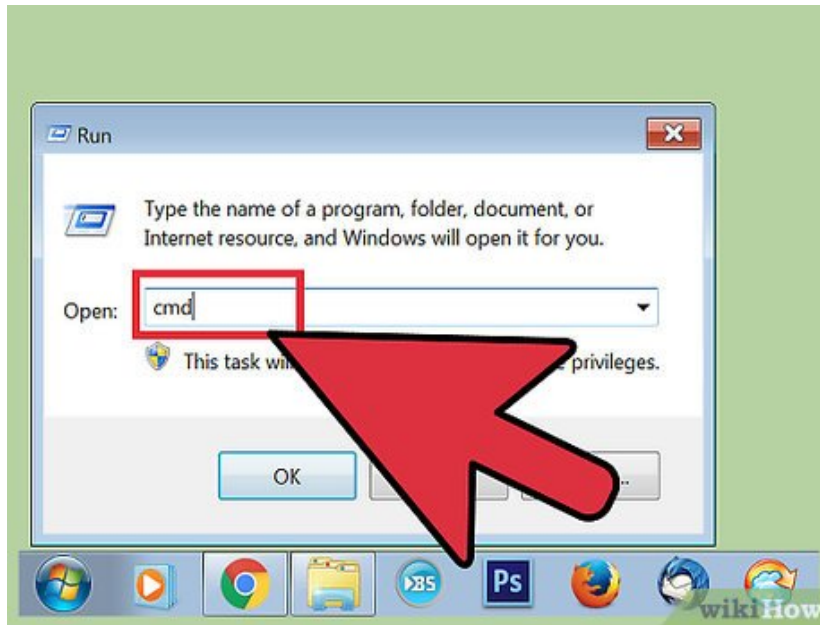 Run
Type the name of a program, folder, document, or
Internet resource, and Windows will open it for you.
Open: cmd
This task privileges.
OK
..
BS
Ps
wikiHow